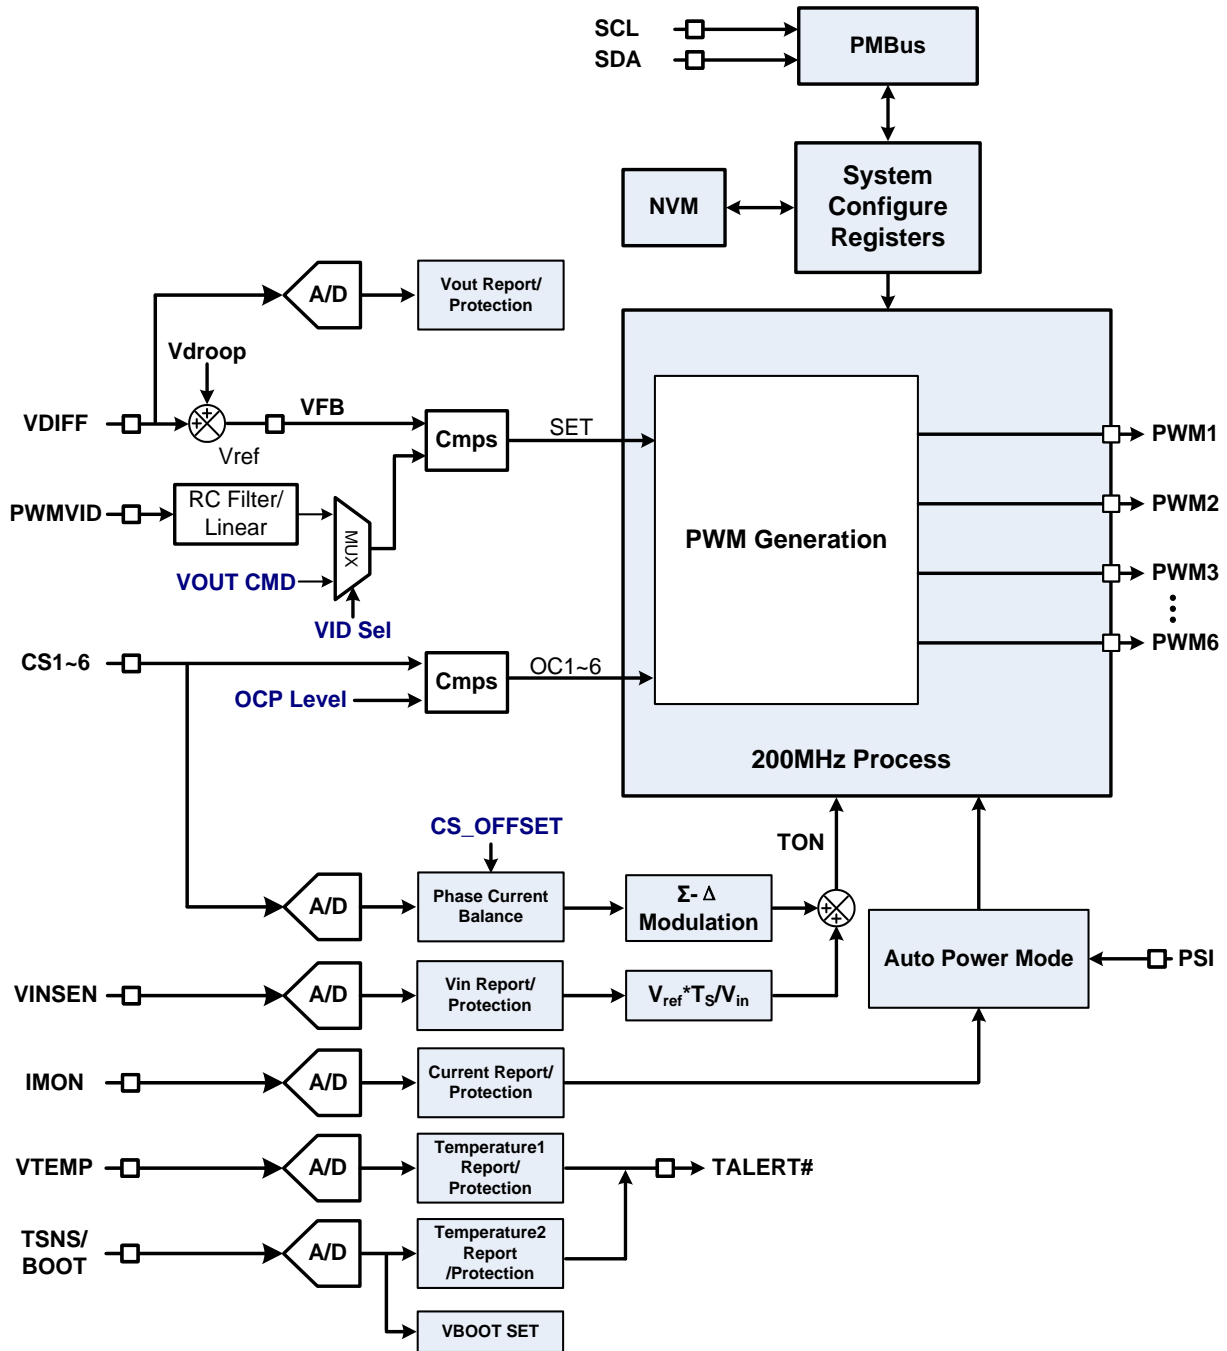 SCL
SDA
PMBus
System
Configure
Registers
NVM
A/D
Vout Report/
Protection
Vdroop
VDIFF
+
+
VFB
Vref
Cmps
SET
PWMVID
RC Filter/
Linear
MUX
VOUT CMD
VID Sel
PWM Generation
PWM1
PWM2
PWM3
PWM6
CS1~6
OCP Level
Cmps
OC1~6
200MHz Process
CS_OFFSET
TON
A/D
Phase Current
Balance
Σ- Δ
Modulation
+
+
Auto Power Mode
PSI
VINSEN
A/D
Vin Report/
Protection
Vref*TS/Vin
IMON
A/D
Current Report/
Protection
VTEMP
A/D
Temperature1
Report/
Protection
TALERT#
TSNS/
BOOT
A/D
Temperature2
Report
/Protection
VBOOT SET